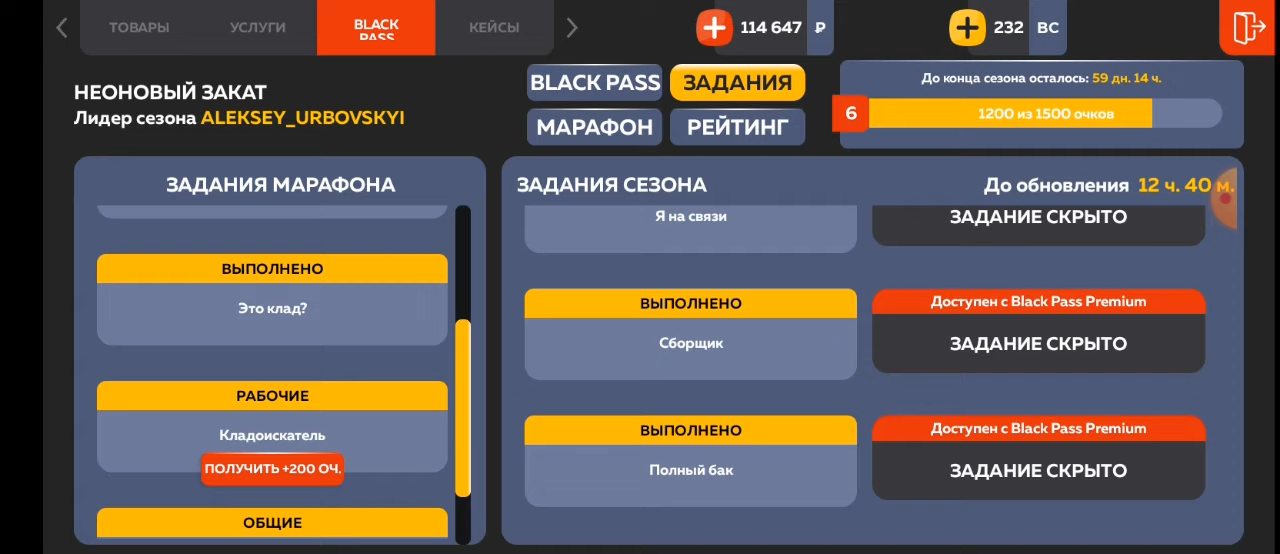 ТОВАРЫ
УСЛУГИ
BLACK
PASS
КЕЙСЫ
114 647 ₽
232 BC
НЕОНОВЫЙ ЗАКАТ
Лидер сезона ALEKSEY_URBOVSKYI
BLACK PASS
ЗАДАНИЯ
МАРАФОН
РЕЙТИНГ
До конца сезона осталось: 59 дн. 14 ч.
6
1200 из 1500 очков
ЗАДАНИЯ МАРАФОНА
ВЫПОЛНЕНО
Это клад?
РАБОЧИЕ
Кладоискатель
ПОЛУЧИТЬ +200 ОЧ.
ОБЩИЕ
ЗАДАНИЯ СЕЗОНА
До обновления 12 ч. 40 м.
Я на связи
ЗАДАНИЕ СКРЫТО
ВЫПОЛНЕНО
Сборщик
Доступен с Black Pass Premium
ЗАДАНИЕ СКРЫТО
ВЫПОЛНЕНО
Полный бак
Доступен с Black Pass Premium
ЗАДАНИЕ СКРЫТО